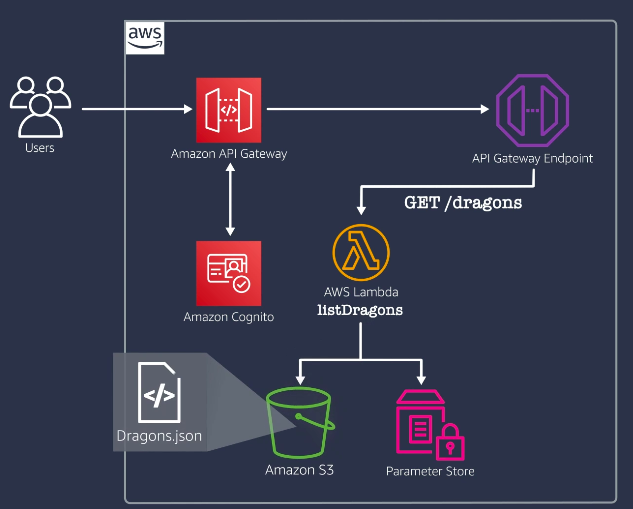 aws
Users
Amazon API Gateway
API Gateway Endpoint
GET /dragons
Amazon Cognito
AWS Lambda
listDragons
Dragons.json
Amazon S3
Parameter Store